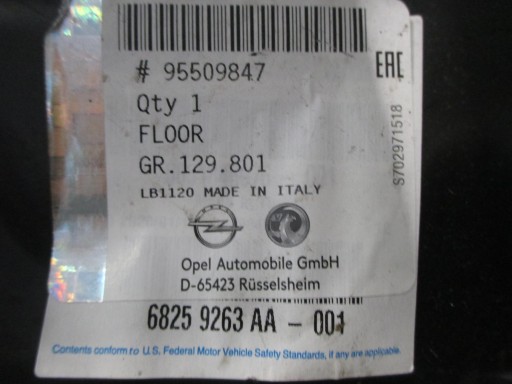 # 95509847
EAC
Qty 1
FLOOR
GR.129.801
S702971518
LB1120 MADE IN ITALY
Opel Automobile GmbH
D-65423 Rüsselsheim
6825 9263 AA - 001
Contents conform to U.S. Federal Motor Vehicle Safety Standards, if any are applicable.